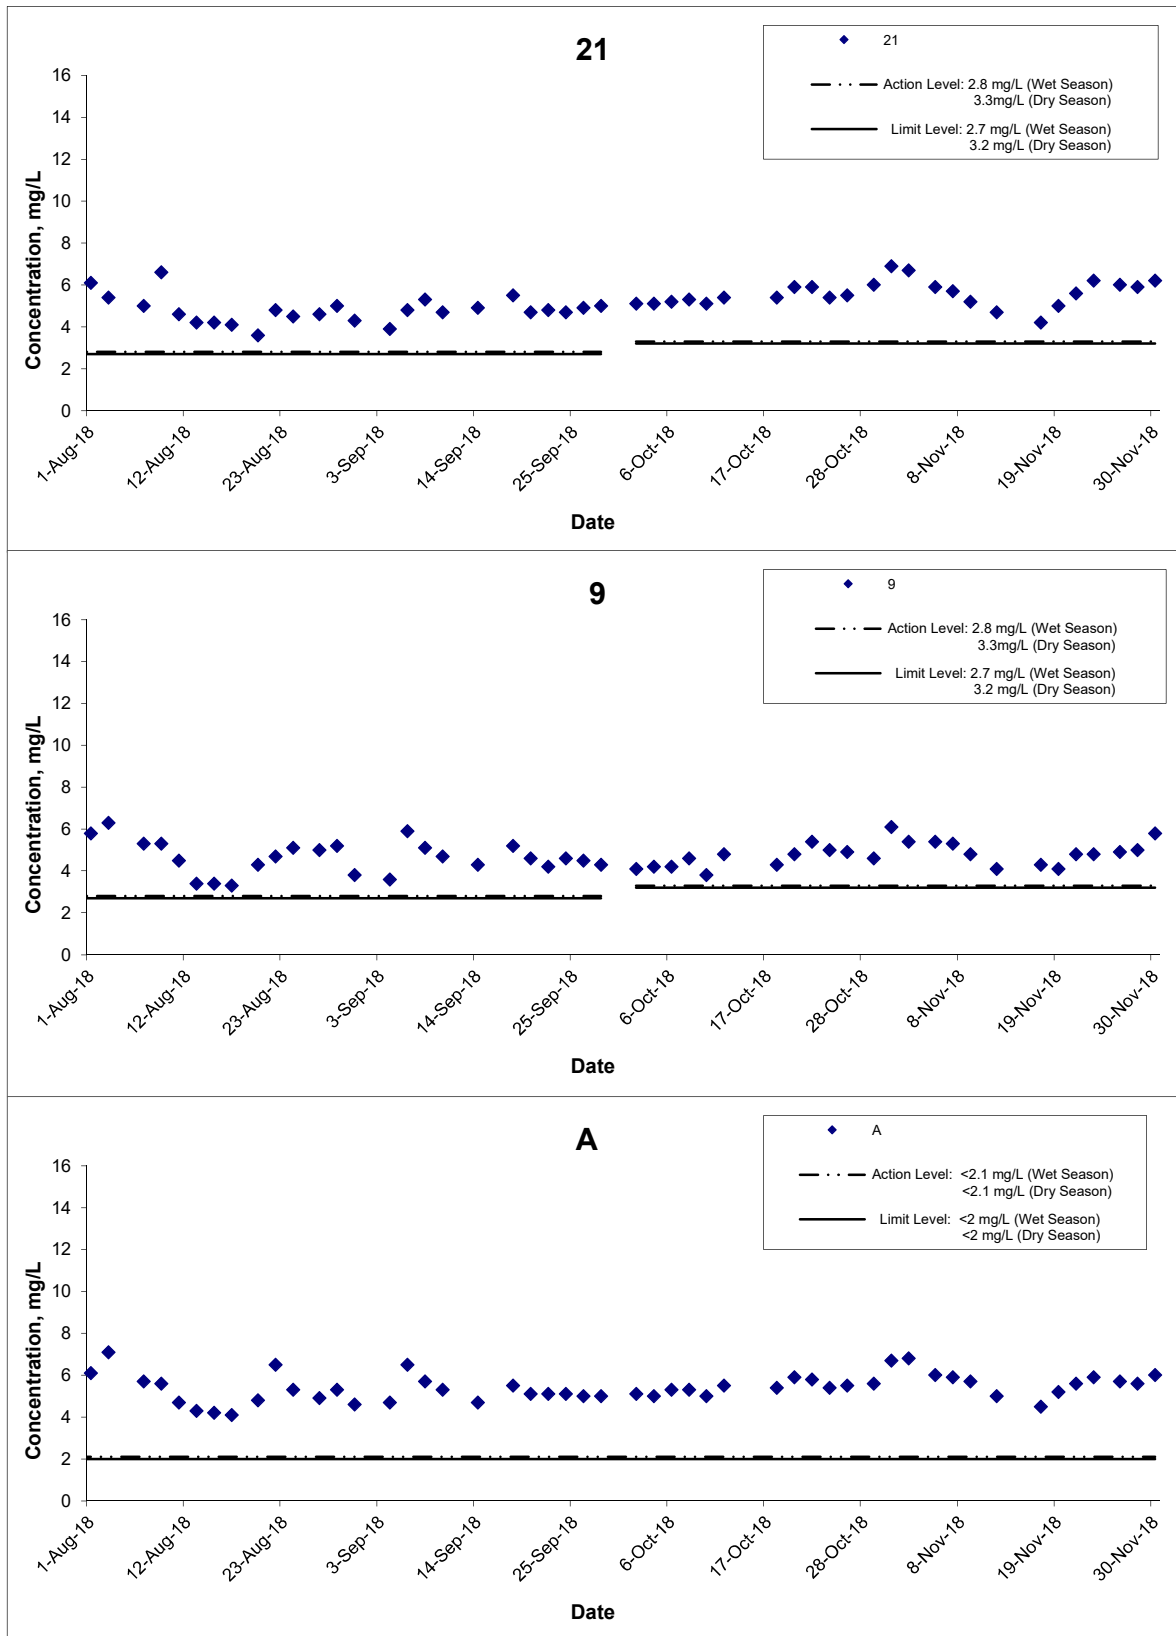 21
21
Action Level: 2.8 mg/L (Wet Season)
3.3mg/L (Dry Season)
Limit Level: 2.7 mg/L (Wet Season)
3.2 mg/L (Dry Season)
Concentration, mg/L
16
14
12
10
8
6
4
2
0
1-Aug-18
12-Aug-18
23-Aug-18
3-Sep-18
14-Sep-18
25-Sep-18
6-Oct-18
17-Oct-18
28-Oct-18
8-Nov-18
19-Nov-18
30-Nov-18
Date
9
9
Action Level: 2.8 mg/L (Wet Season)
3.3mg/L (Dry Season)
Limit Level: 2.7 mg/L (Wet Season)
3.2 mg/L (Dry Season)
Concentration, mg/L
16
14
12
10
8
6
4
2
0
1-Aug-18
12-Aug-18
23-Aug-18
3-Sep-18
14-Sep-18
25-Sep-18
6-Oct-18
17-Oct-18
28-Oct-18
8-Nov-18
19-Nov-18
30-Nov-18
Date
A
A
Action Level: <2.1 mg/L (Wet Season)
<2.1 mg/L (Dry Season)
Limit Level: <2 mg/L (Wet Season)
<2 mg/L (Dry Season)
Concentration, mg/L
16
14
12
10
8
6
4
2
0
1-Aug-18
12-Aug-18
23-Aug-18
3-Sep-18
14-Sep-18
25-Sep-18
6-Oct-18
17-Oct-18
28-Oct-18
8-Nov-18
19-Nov-18
30-Nov-18
Date